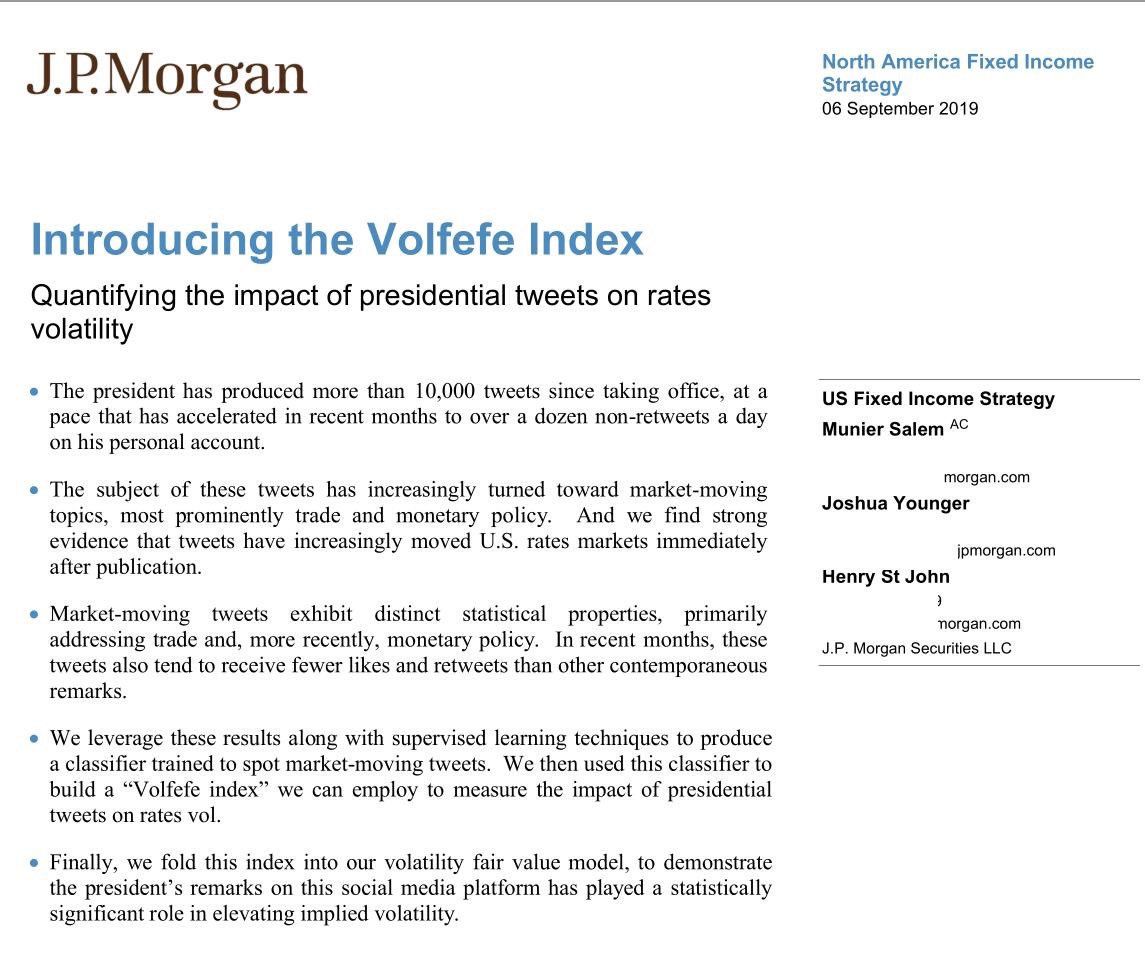 J.P.Morgan
North America Fixed Income
Strategy
06 September 2019
Introducing the Volfefe Index
Quantifying the impact of presidential tweets on rates
volatility
• The president has produced more than 10,000 tweets since taking office, at a
pace that has accelerated in recent months to over a dozen non-retweets a day
on his personal account.
• The subject of these tweets has increasingly turned toward market-moving
topics, most prominently trade and monetary policy. And we find strong
evidence that tweets have increasingly moved U.S. rates markets immediately
after publication.
• Market-moving tweets exhibit distinct statistical properties, primarily
addressing trade and, more recently, monetary policy. In recent months, these
tweets also tend to receive fewer likes and retweets than other contemporaneous
remarks.
• We leverage these results along with supervised learning techniques to produce
a classifier trained to spot market-moving tweets. We then used this classifier to
build a “Volfefe index” we can employ to measure the impact of presidential
tweets on rates vol.
• Finally, we fold this index into our volatility fair value model, to demonstrate
the president’s remarks on this social media platform has played a statistically
significant role in elevating implied volatility.
US Fixed Income Strategy
Munier Salem AC
morgan.com
Joshua Younger
jpmorgan.com
Henry St John
morgan.com
J.P. Morgan Securities LLC